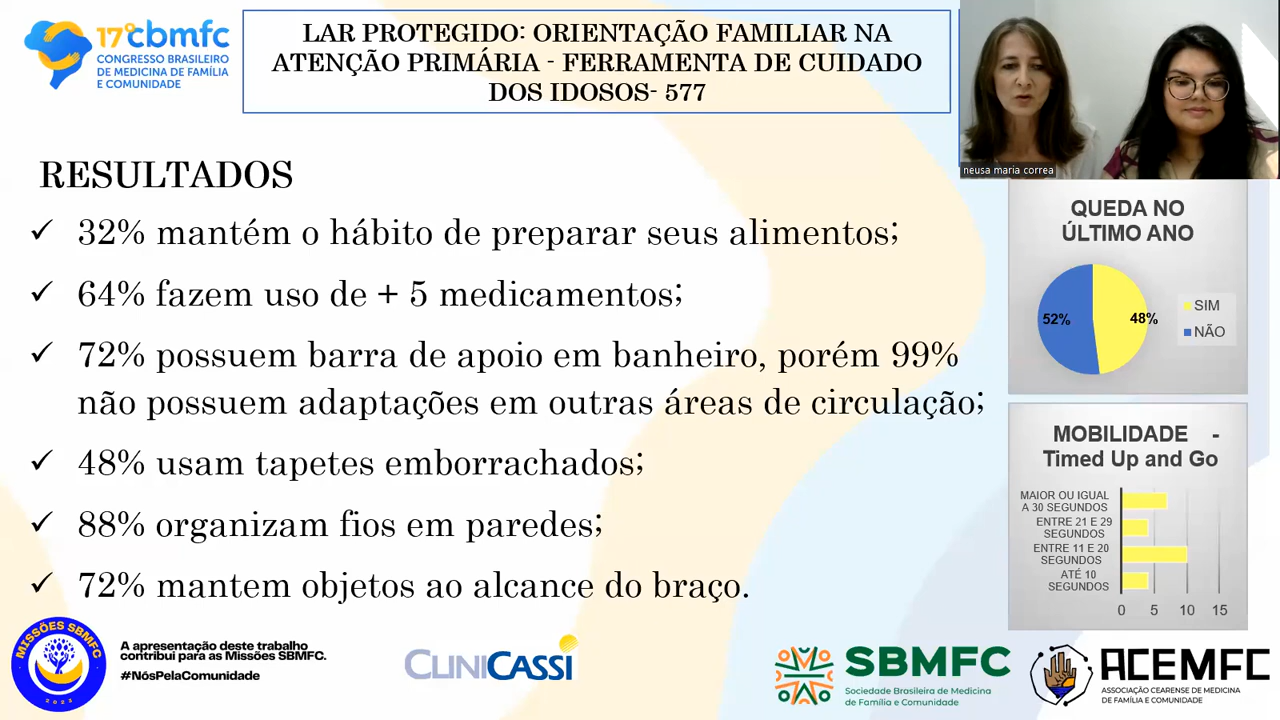 17º cbmfc
CONGRESSO BRASILEIRO
DE MEDICINA DE FAMÍLIA
E COMUNIDADE
LAR PROTEGIDO: ORIENTAÇÃO FAMILIAR NA
ATENÇÃO PRIMÁRIA - FERRAMENTA DE CUIDADO
DOS IDOSOS- 577
neusa maria correa
RESULTADOS
✓ 32% mantém o hábito de preparar seus alimentos;
✓ 64% fazem uso de + 5 medicamentos;
✓ 72% possuem barra de apoio em banheiro, porém 99%
não possuem adaptações em outras áreas de circulação;
✓ 48% usam tapetes emborrachados;
✓ 88% organizam fios em paredes;
✓ 72% mantem objetos ao alcance do braço.
QUEDA NO
ÚLTIMO ANO
52%
48%
SIM
NÃO
MOBILIDADE -
Timed Up and Go
MAIOR OU IGUAL
A 30 SEGUNDOS
ENTRE 21 E 29
SEGUNDOS
ENTRE 11 E 20
SEGUNDOS
ATÉ 10
SEGUNDOS
0 5 10 15
MISSÕES SBMFC
2023
A apresentação deste trabalho
contribui para as Missões SBMFC.
#NósPelaComunidade
CLINICASSI
SBMFC
Sociedade Brasileira de Medicina
de Família e Comunidade
ACEMFC
ASSOCIAÇÃO CEARENSE DE MEDICINA
DE FAMÍLIA E COMUNIDADE